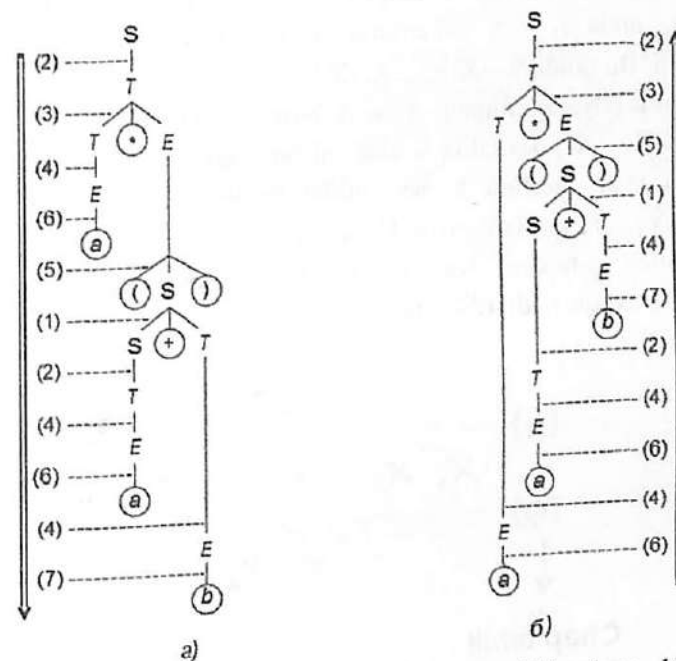 S
(2)
T
(3)
T * E
(4)
E
(6)
a
(5)
( S )
(1)
S + T
(2)
T
(4)
E
(6)
a
(4)
E
(7)
b
а)
S
(2)
T
(3)
T * E
(5)
( S )
(1)
S + T
(4)
E
(7)
b
(2)
T
(4)
E
(6)
a
(4)
E
(6)
a
б)